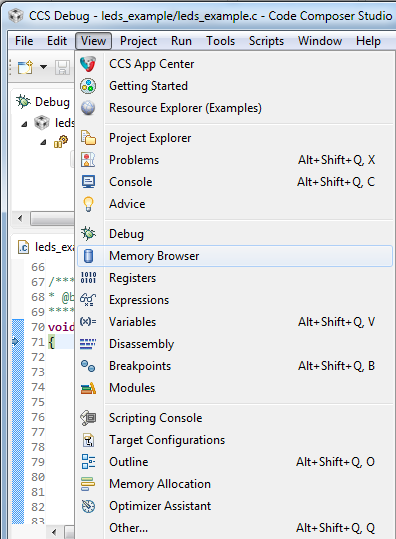 CCS Debug - leds_example/leds_example.c - Code Composer Studio
File Edit View Project Run Tools Scripts Window Help
CCS App Center
Getting Started
Resource Explorer (Examples)
Project Explorer
Problems Alt+Shift+Q, X
Console Alt+Shift+Q, C
Advice
Debug
Memory Browser
Registers
Expressions
Variables Alt+Shift+Q, V
Disassembly
Breakpoints Alt+Shift+Q, B
Modules
Scripting Console
Target Configurations
Outline Alt+Shift+Q, O
Memory Allocation
Optimizer Assistant
Other... Alt+Shift+Q, Q
Debug
leds
leds_exa
66
67 /***
68 * @b
69 ****
70 void
71 {
72
73
74
75
76
77
78
79
80
81
82
83